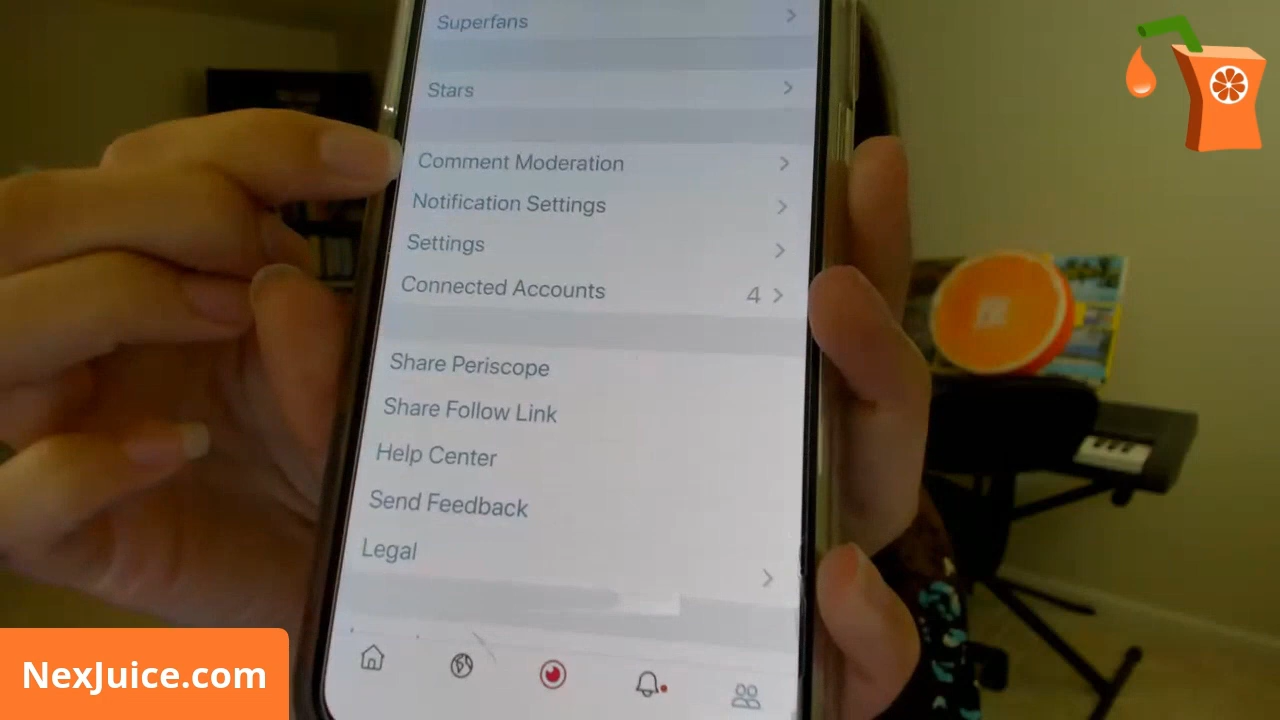 Superfans
Stars
Comment Moderation
Notification Settings
Settings
Connected Accounts 4
Share Periscope
Share Follow Link
Help Center
Send Feedback
Legal
NexJuice.com